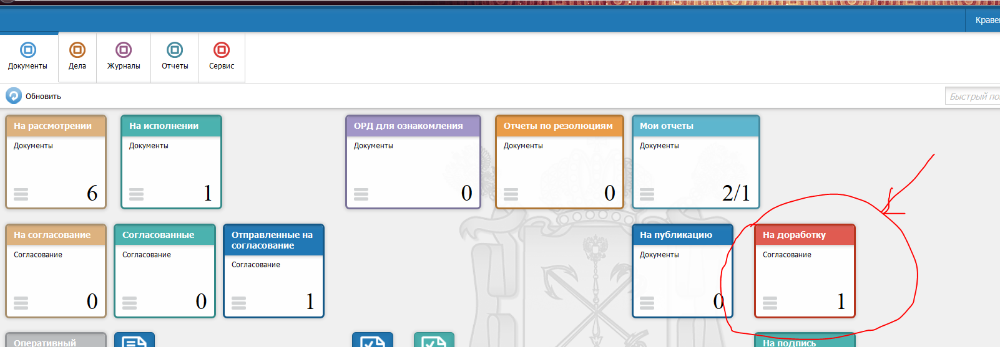 Краве
Документы
Дела
Журналы
Отчеты
Сервис
Обновить
Быстрый по
На рассмотрении
Документы
6
На исполнении
Документы
1
ОРД для ознакомления
Документы
0
Отчеты по резолюциям
Документы
0
Мои отчеты
Документы
2/1
На согласование
Согласование
0
Согласованные
Согласование
0
Отправленные на
согласование
Согласование
1
На публикацию
Документы
0
На доработку
Согласование
1
Оперативный
На подпись